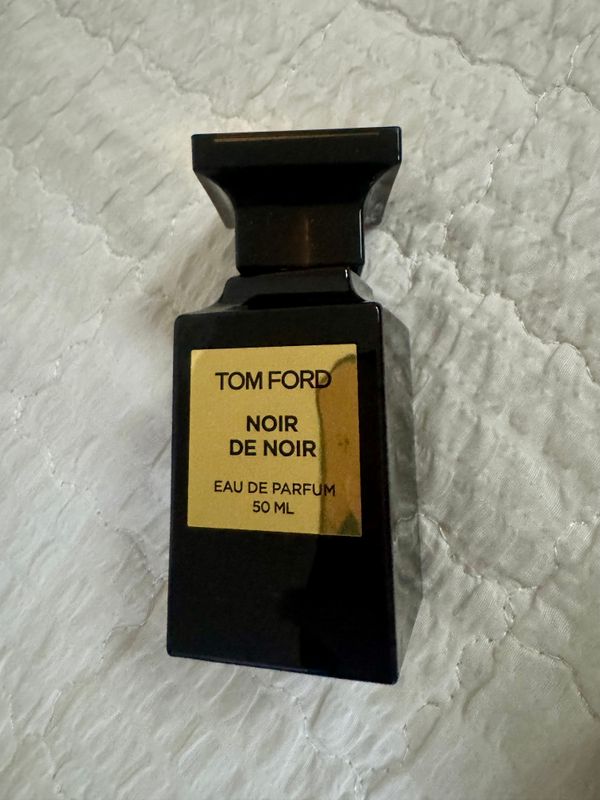 TOM FORD
NOIR
DE NOIR
EAU DE PARFUM
50 ML